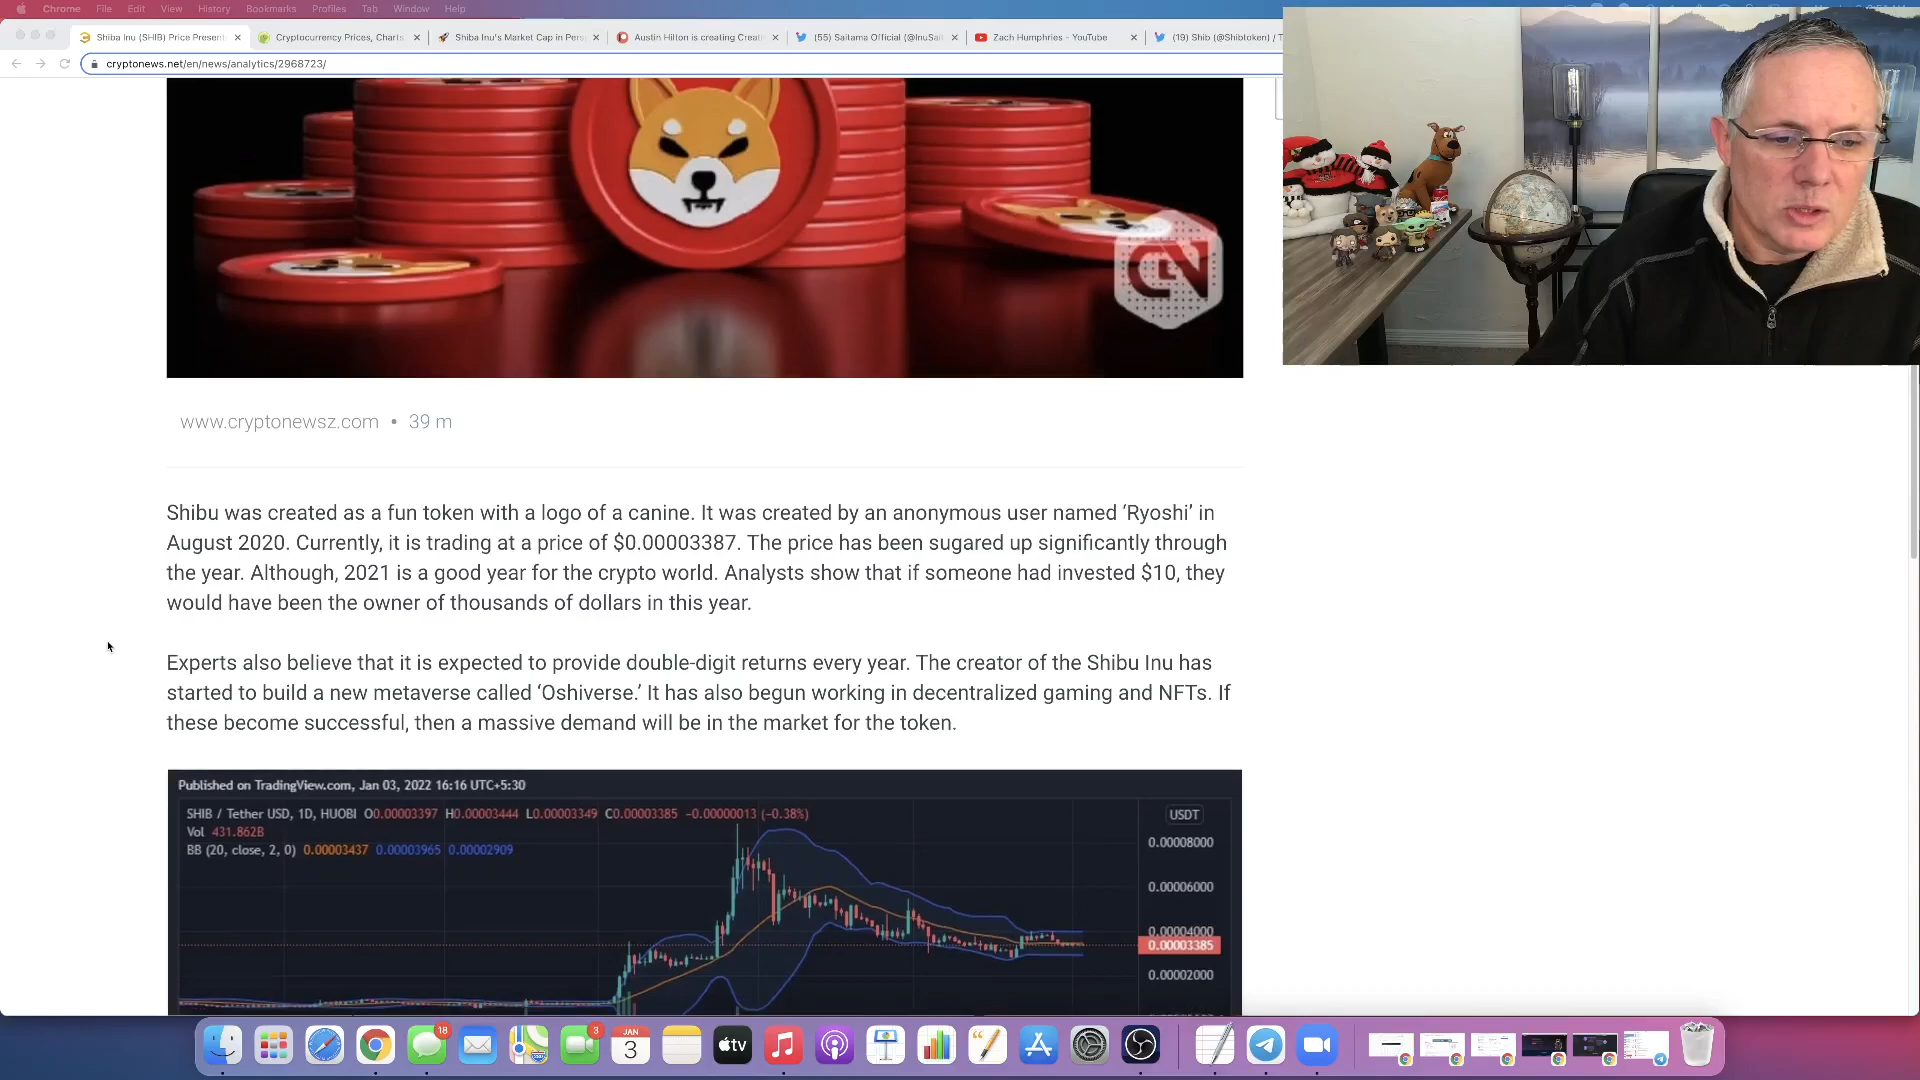 Chrome File Edit View History Bookmarks Profiles Tab Window Help
Shiba Inu (SHIB) Price Present
Cryptocurrency Prices, Charts
Shiba Inu's Market Cap in Pers
Austin Hilton is creating Creati
(55) Saitama Official (@InuSai
Zach Humphries - YouTube
(19) Shib (@Shibtoken) / T
cryptonews.net/en/news/analytics/2968723/
www.cryptonewsz.com • 39 m
Shibu was created as a fun token with a logo of a canine. It was created by an anonymous user named ‘Ryoshi’ in
August 2020. Currently, it is trading at a price of $0.00003387. The price has been sugared up significantly through
the year. Although, 2021 is a good year for the crypto world. Analysts show that if someone had invested $10, they
would have been the owner of thousands of dollars in this year.
Experts also believe that it is expected to provide double-digit returns every year. The creator of the Shibu Inu has
started to build a new metaverse called ‘Oshiverse.’ It has also begun working in decentralized gaming and NFTs. If
these become successful, then a massive demand will be in the market for the token.
Published on TradingView.com, Jan 03, 2022 16:16 UTC+5:30
SHIB / Tether USD, 1D, HUOBI O0.00003397 H0.00003444 L0.00003349 C0.00003385 -0.00000013 (-0.38%)
USDT
Vol 431.862B
BB (20, close, 2, 0) 0.00003437 0.00003965 0.00002909
0.00008000
0.00006000
0.00004000
0.00003385
0.00002000
18
3
JAN
3
tv